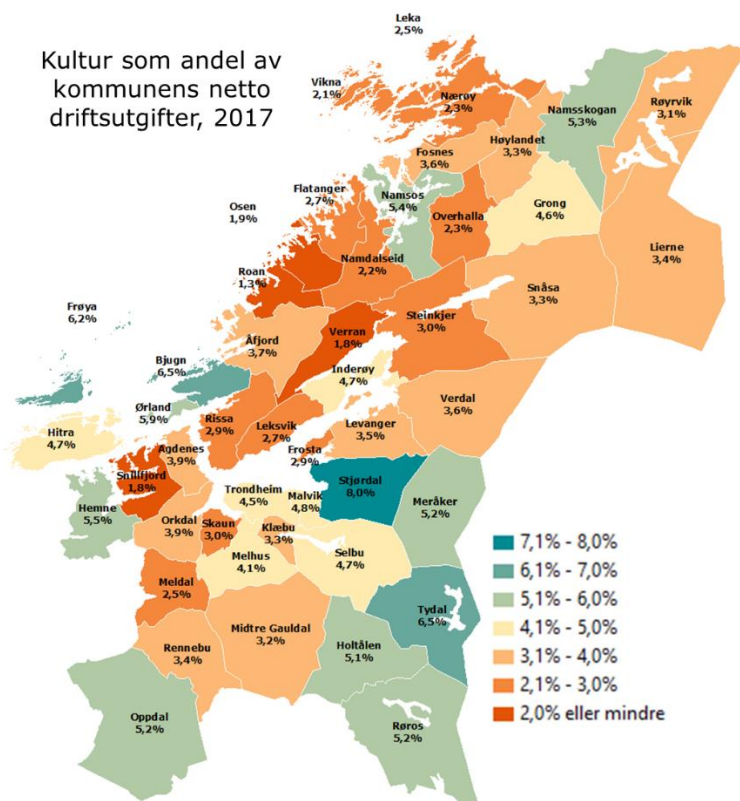 Kultur som andel av
kommunens netto
driftsutgifter, 2017
Leka
2,5%
Vikna
2,1%
Nærøy
2,3%
Namsskogan
5,3%
Røyrvik
3,1%
Fosnes
3,6%
Høylandet
3,3%
Osen
1,9%
Flatanger
2,7%
Namsos
5,4%
Overhalla
2,3%
Grong
4,6%
Lierne
3,4%
Roan
1,3%
Namdalseid
2,2%
Snåsa
3,3%
Frøya
6,2%
Steinkjer
3,0%
Verran
1,8%
Åfjord
3,7%
Bjugn
6,5%
Inderøy
4,7%
Verdal
3,6%
Ørland
5,9%
Rissa
2,9%
Leksvik
2,7%
Levanger
3,5%
Hitra
4,7%
Agdenes
3,9%
Frosta
2,9%
Snillfjord
1,8%
Stjørdal
8,0%
Trondheim
4,5%
Malvik
4,8%
Meråker
5,2%
Hemne
5,5%
Orkdal
3,9%
Skaun
3,0%
Klæbu
3,3%
Selbu
4,7%
Melhus
4,1%
Meldal
2,5%
Tydal
6,5%
Midtre Gauldal
3,2%
Rennebu
3,4%
Holtålen
5,1%
Oppdal
5,2%
Røros
5,2%
7,1% - 8,0%
6,1% - 7,0%
5,1% - 6,0%
4,1% - 5,0%
3,1% - 4,0%
2,1% - 3,0%
2,0% eller mindre